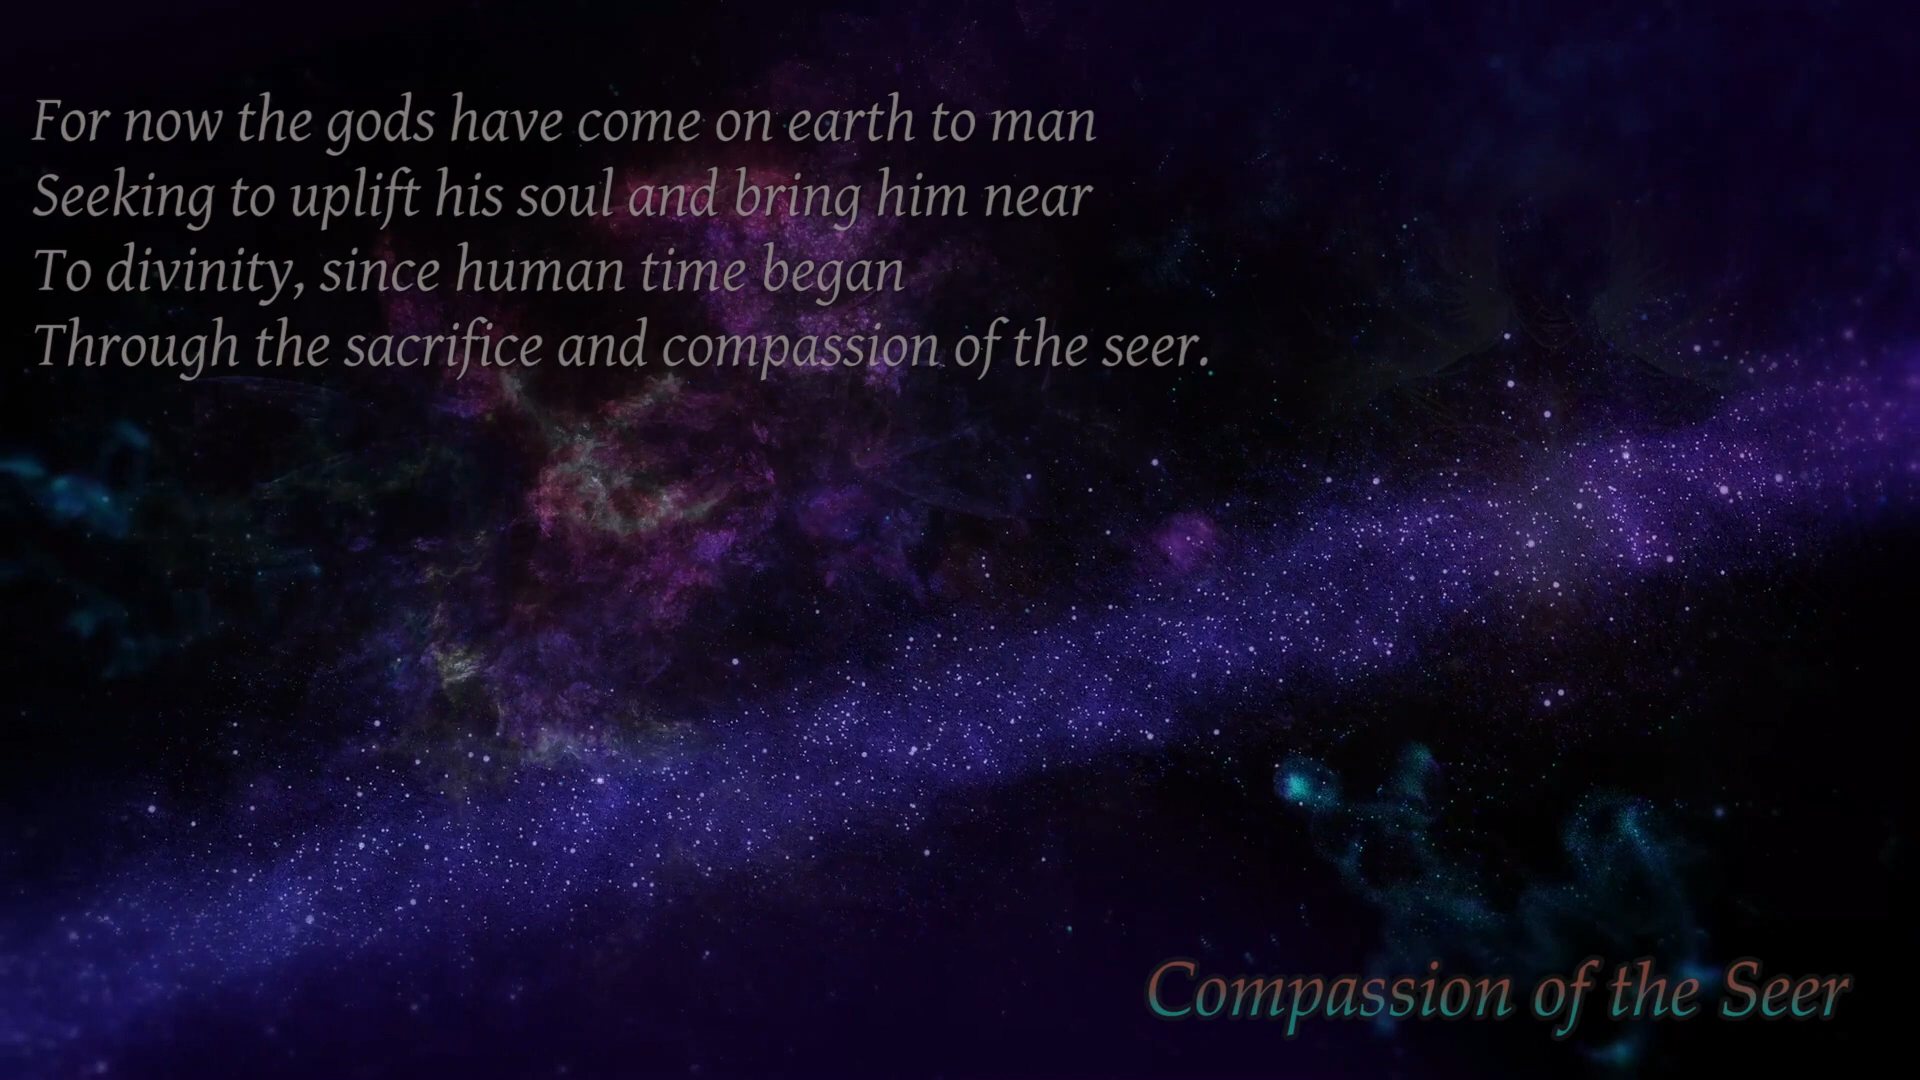 For now the gods have come on earth to man
Seeking to uplift his soul and bring him near
To divinity, since human time began
Through the sacrifice and compassion of the seer.
Compassion of the Seer